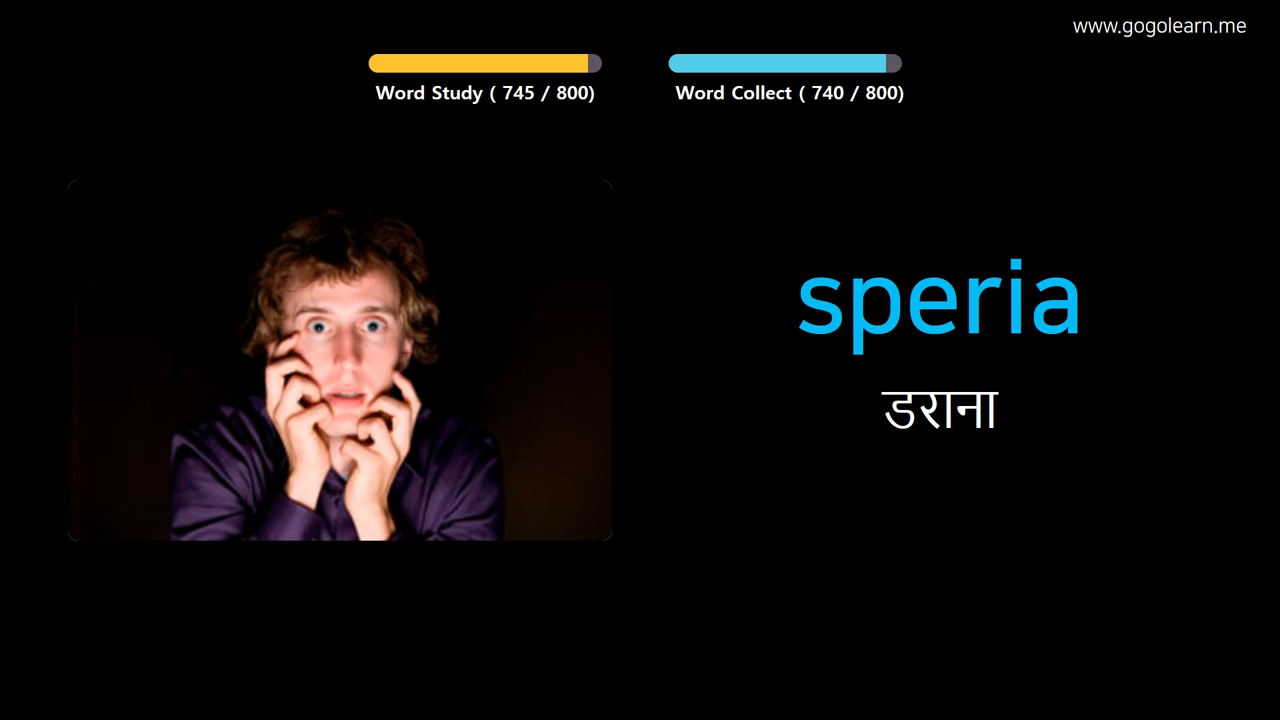 www.gogolearn.me
Word Study ( 745 / 800)
Word Collect ( 740 / 800)
speria
डराना